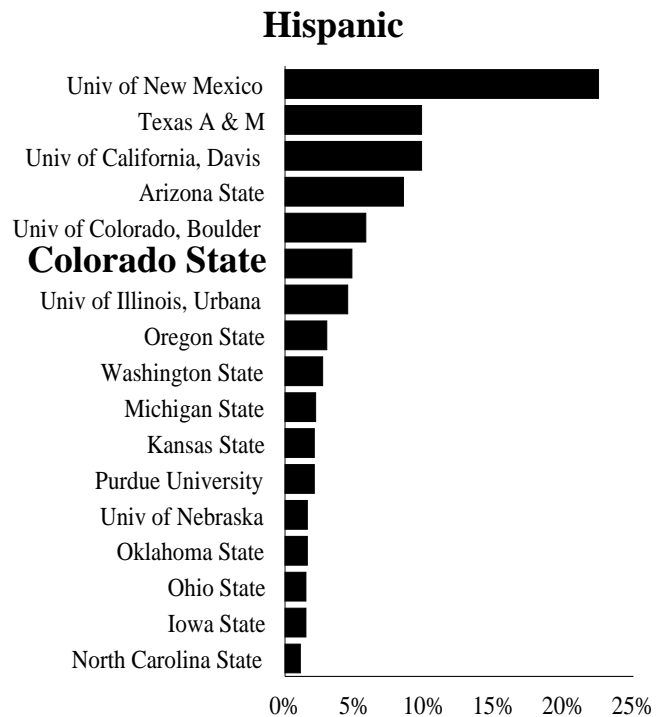 Hispanic
Univ of New Mexico
Texas A & M
Univ of California, Davis
Arizona State
Univ of Colorado, Boulder
Colorado State
Univ of Illinois, Urbana
Oregon State
Washington State
Michigan State
Kansas State
Purdue University
Univ of Nebraska
Oklahoma State
Ohio State
Iowa State
North Carolina State
0% 5% 10% 15% 20% 25%